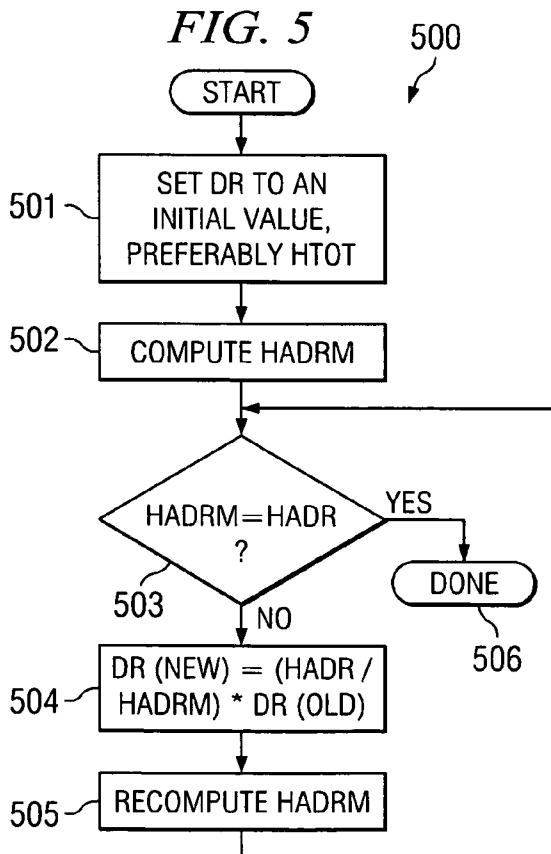 FIG. 5
500
START
501
SET DR TO AN
INITIAL VALUE,
PREFERABLY HTOT
502
COMPUTE HADRM
HADRM=HADR
?
YES
503
DONE
506
NO
504
DR (NEW) = (HADR /
HADRM) * DR (OLD)
505
RECOMPUTE HADRM